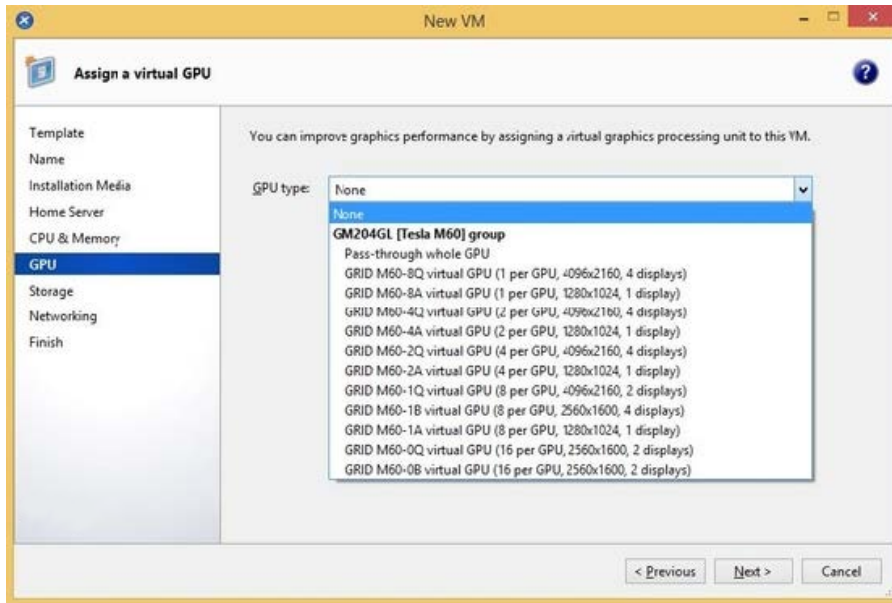 New VM
Assign a virtual GPU
Template
Name
Installation Media
Home Server
CPU & Memory
GPU
Storage
Networking
Finish
You can improve graphics performance by assigning a virtual graphics processing unit to this VM.
GPU type: None
None
GM204GL [Tesla M60] group
Pass-through whole GPU
GRID M60-8Q virtual GPU (1 per GPU, 4096x2160, 4 displays)
GRID M60-8A virtual GPU (1 per GPU, 1280x1024, 1 display)
GRID M60-4Q virtual GPU (2 per GPU, 4096x2160, 4 displays)
GRID M60-4A virtual GPU (2 per GPU, 1280x1024, 1 display)
GRID M60-2Q virtual GPU (4 per GPU, 4096x2160, 4 displays)
GRID M60-2A virtual GPU (4 per GPU, 1280x1024, 1 display)
GRID M60-1Q virtual GPU (8 per GPU, 4096x2160, 2 displays)
GRID M60-1B virtual GPU (8 per GPU, 2560x1600, 4 displays)
GRID M60-1A virtual GPU (8 per GPU, 1280x1024, 1 display)
GRID M60-0Q virtual GPU (16 per GPU, 2560x1600, 2 displays)
GRID M60-0B virtual GPU (16 per GPU, 2560x1600, 2 displays)
< Previous
Next >
Cancel